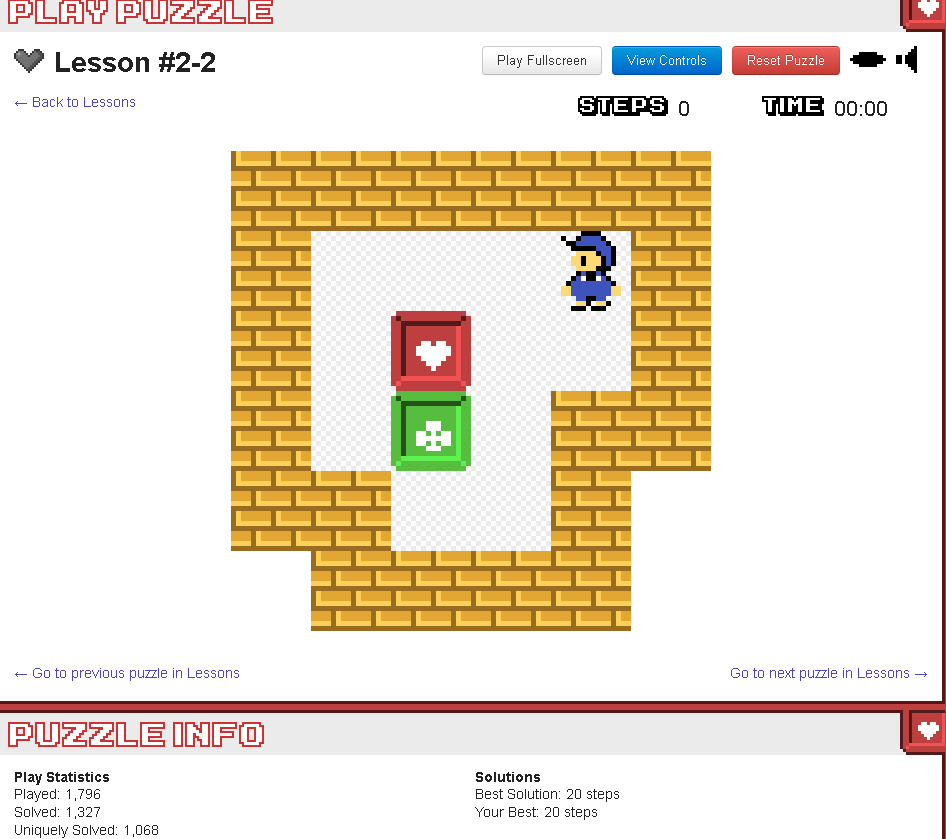 PLAY PUZZLE
Lesson #2-2
Play Fullscreen
View Controls
Reset Puzzle
← Back to Lessons
STEPS 0
TIME 00:00
← Go to previous puzzle in Lessons
Go to next puzzle in Lessons →
PUZZLE INFO
Play Statistics
Played: 1,796
Solved: 1,327
Uniquely Solved: 1,068
Solutions
Best Solution: 20 steps
Your Best: 20 steps